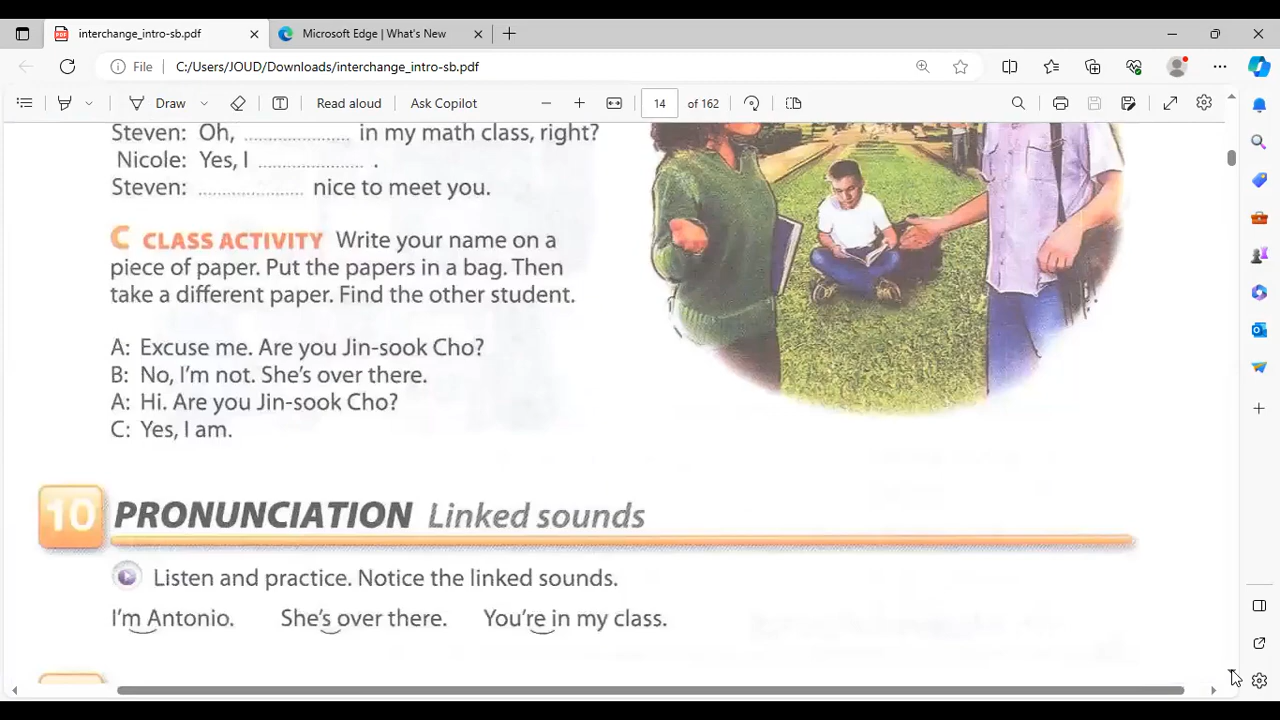 interchange_intro-sb.pdf
Microsoft Edge | What's New
File C:/Users/JOUD/Downloads/interchange_intro-sb.pdf
Draw Read aloud Ask Copilot 14 of 162
Steven: Oh, .......................... in my math class, right?
Nicole: Yes, I .......................... .
Steven: .......................... nice to meet you.
C CLASS ACTIVITY Write your name on a
piece of paper. Put the papers in a bag. Then
take a different paper. Find the other student.
A: Excuse me. Are you Jin-sook Cho?
B: No, I'm not. She's over there.
A: Hi. Are you Jin-sook Cho?
C: Yes, I am.
10 PRONUNCIATION Linked sounds
Listen and practice. Notice the linked sounds.
I'm Antonio. She's over there. You're in my class.